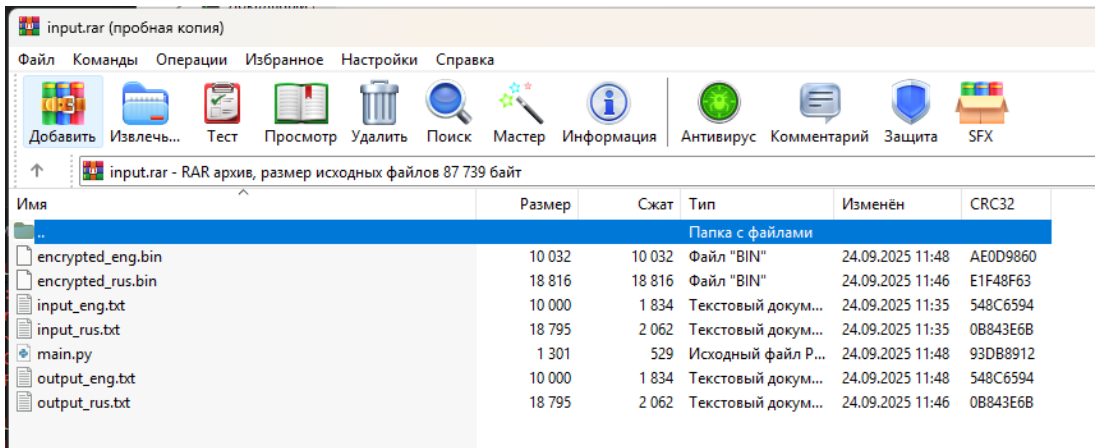 input.rar (пробная копия)
Файл Команды Операции Избранное Настройки Справка
Добавить Извлечь... Тест Просмотр Удалить Поиск Мастер Информация Антивирус Комментарий Защита SFX
input.rar - RAR архив, размер исходных файлов 87 739 байт
Имя Размер Сжат Тип Изменён CRC32
.. Папка с файлами
encrypted_eng.bin 10 032 10 032 Файл "BIN" 24.09.2025 11:48 AE0D9860
encrypted_rus.bin 18 816 18 816 Файл "BIN" 24.09.2025 11:46 E1F48F63
input_eng.txt 10 000 1 834 Текстовый докум... 24.09.2025 11:35 548C6594
input_rus.txt 18 795 2 062 Текстовый докум... 24.09.2025 11:35 0B843E6B
main.py 1 301 529 Исходный файл P... 24.09.2025 11:48 93DB8912
output_eng.txt 10 000 1 834 Текстовый докум... 24.09.2025 11:48 548C6594
output_rus.txt 18 795 2 062 Текстовый докум... 24.09.2025 11:46 0B843E6B